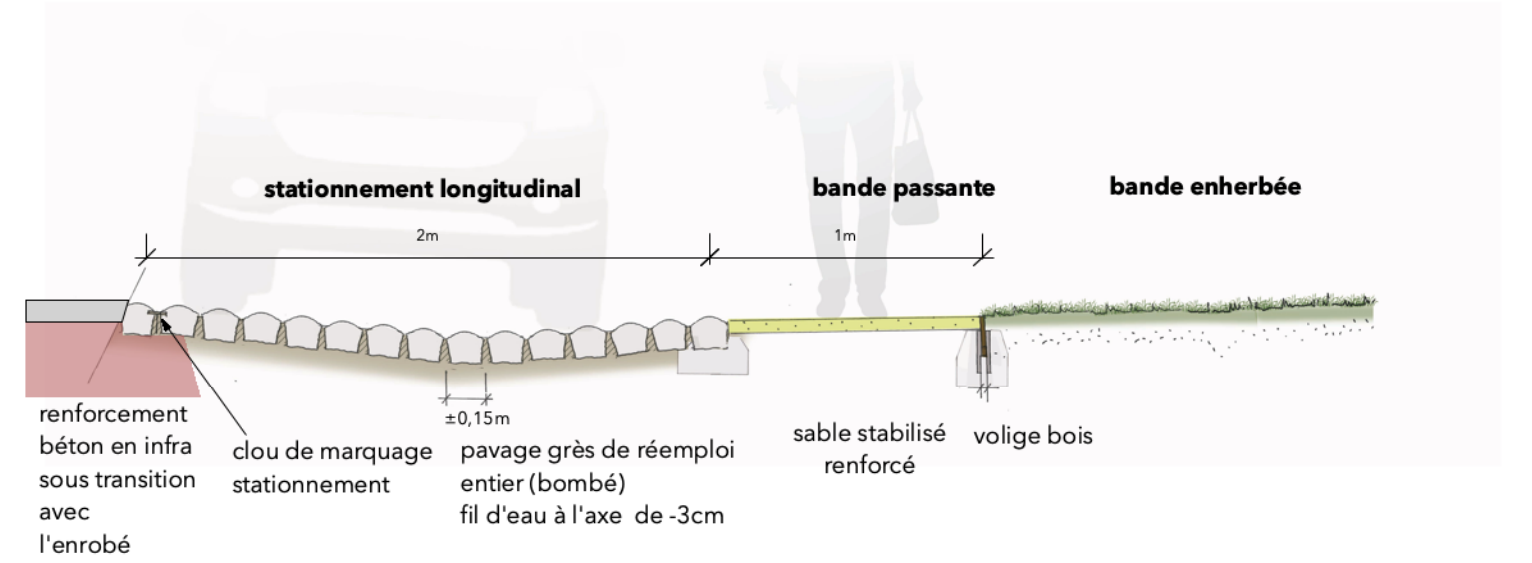 stationnement longitudinal
bande passante
bande enherbée
2m
1m
±0,15m
renforcement
béton en infra
sous transition
avec
l'enrobé
clou de marquage
stationnement
pavage grès de réemploi
entier (bombé)
fil d'eau à l'axe de -3cm
sable stabilisé
renforcé
volige bois